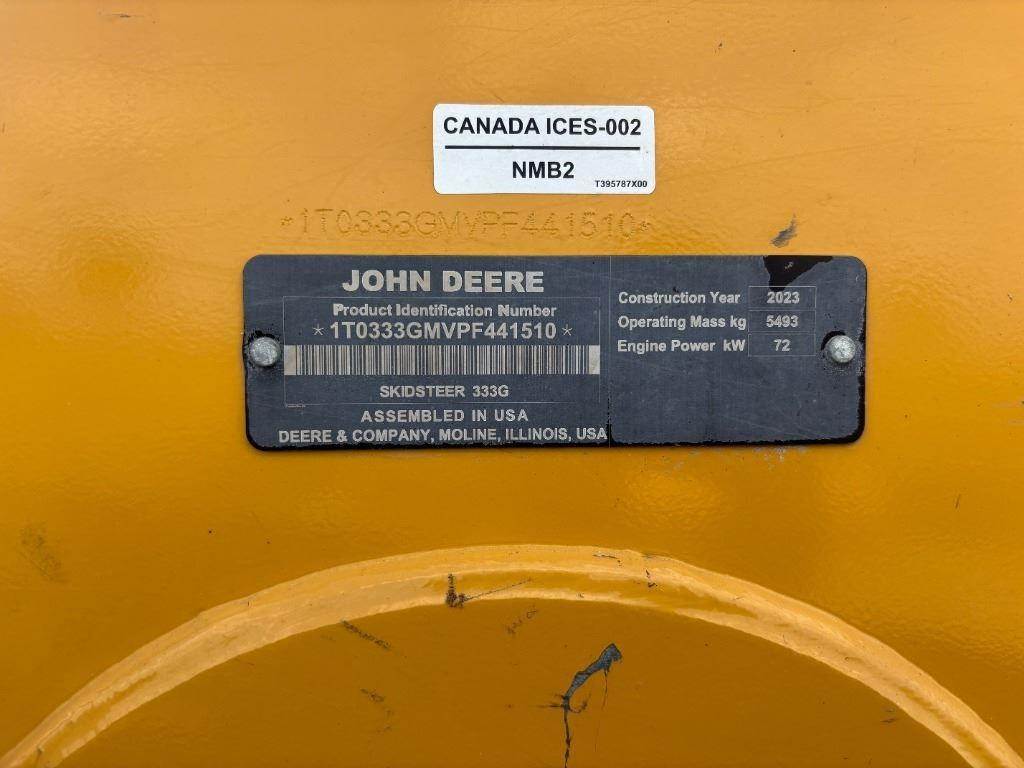 CANADA ICES-002
NMB2
T395787X00
*1T0333GMVPF441510*
JOHN DEERE
Product Identification Number
*1T0333GMVPF441510*
SKIDSTEER 333G
ASSEMBLED IN USA
DEERE & COMPANY, MOLINE, ILLINOIS, USA
Construction Year 2023
Operating Mass kg 5493
Engine Power kW 72